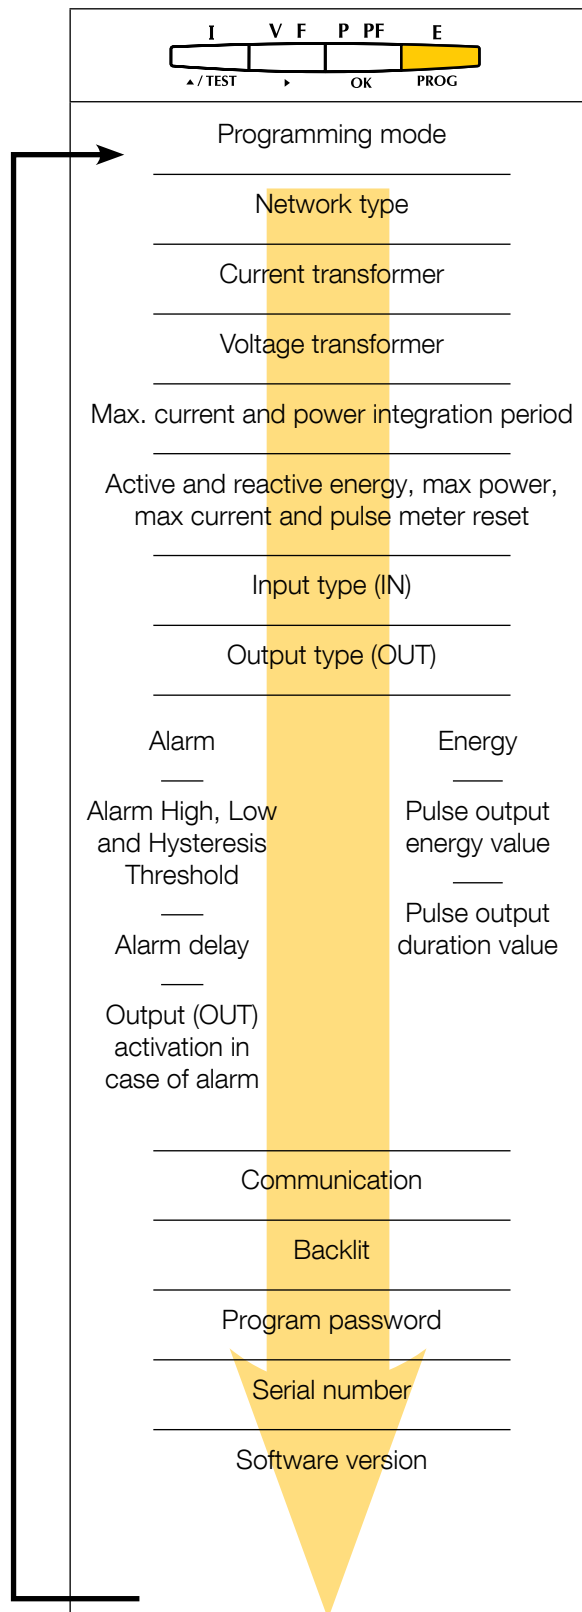 I V F P PF E
▲ / TEST ▶ OK PROG
Programming mode
Network type
Current transformer
Voltage transformer
Max. current and power integration period
Active and reactive energy, max power,
max current and pulse meter reset
Input type (IN)
Output type (OUT)
Alarm
Alarm High, Low
and Hysteresis
Threshold
Alarm delay
Output (OUT)
activation in
case of alarm
Energy
Pulse output
energy value
Pulse output
duration value
Communication
Backlit
Program password
Serial number
Software version